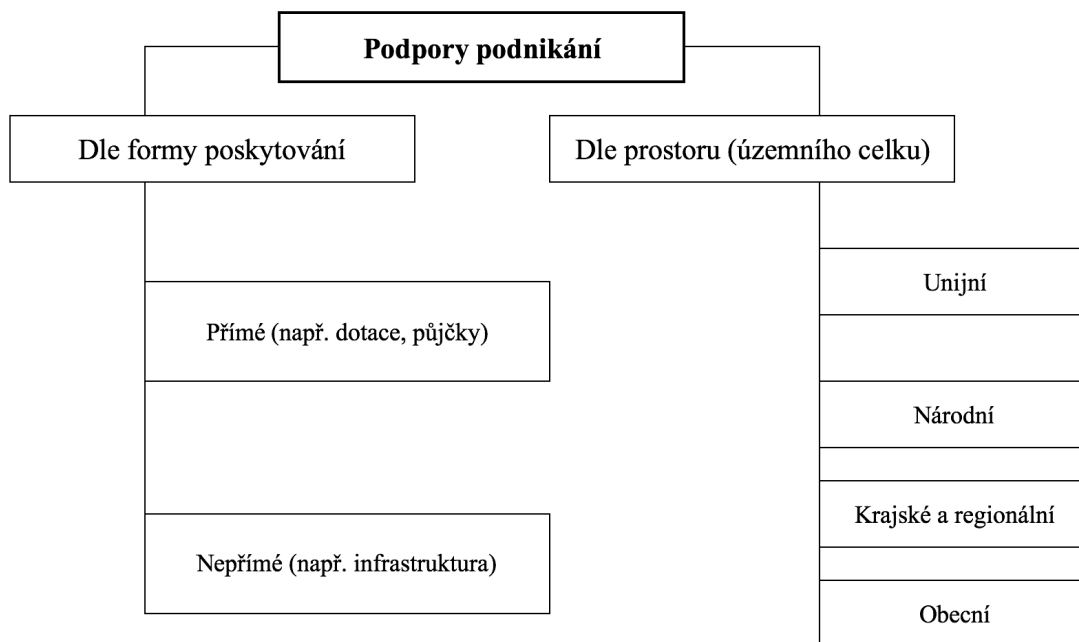 Podpory podnikání
Dle formy poskytování
Dle prostoru (územního celku)
Přímé (např. dotace, půjčky)
Nepřímé (např. infrastruktura)
Unijní
Národní
Krajské a regionální
Obecní